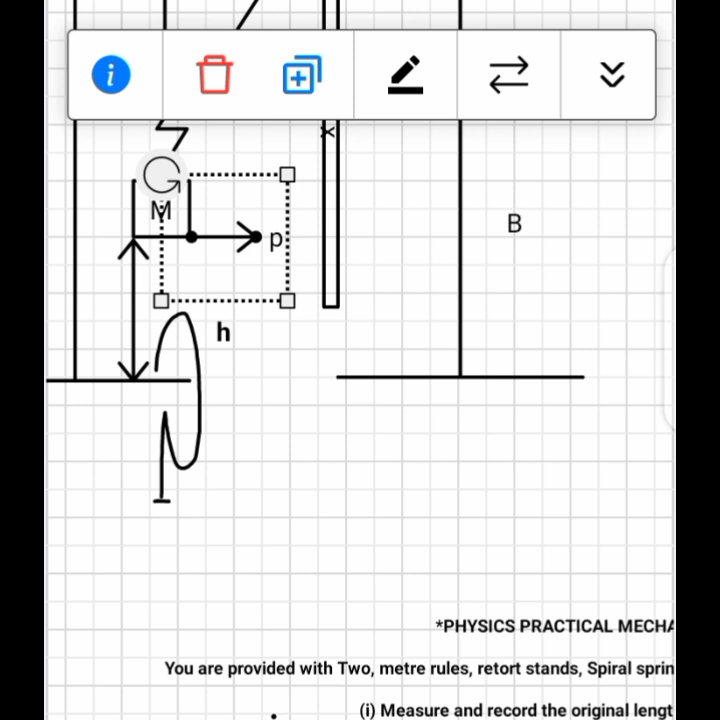 M
p
B
h
*PHYSICS PRACTICAL MECHA
You are provided with Two, metre rules, retort stands, Spiral sprin
(i) Measure and record the original lengt